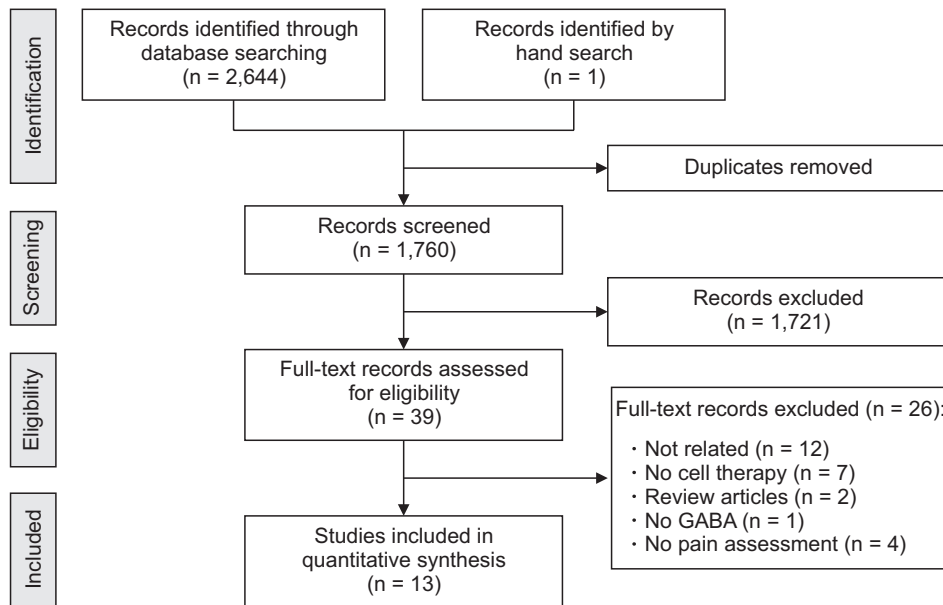 Identification
Records identified through
database searching
(n = 2,644)
Records identified by
hand search
(n = 1)
Duplicates removed
Screening
Records screened
(n = 1,760)
Records excluded
(n = 1,721)
Eligibility
Full-text records assessed
for eligibility
(n = 39)
Full-text records excluded (n = 26):
· Not related (n = 12)
· No cell therapy (n = 7)
· Review articles (n = 2)
· No GABA (n = 1)
· No pain assessment (n = 4)
Included
Studies included in
quantitative synthesis
(n = 13)